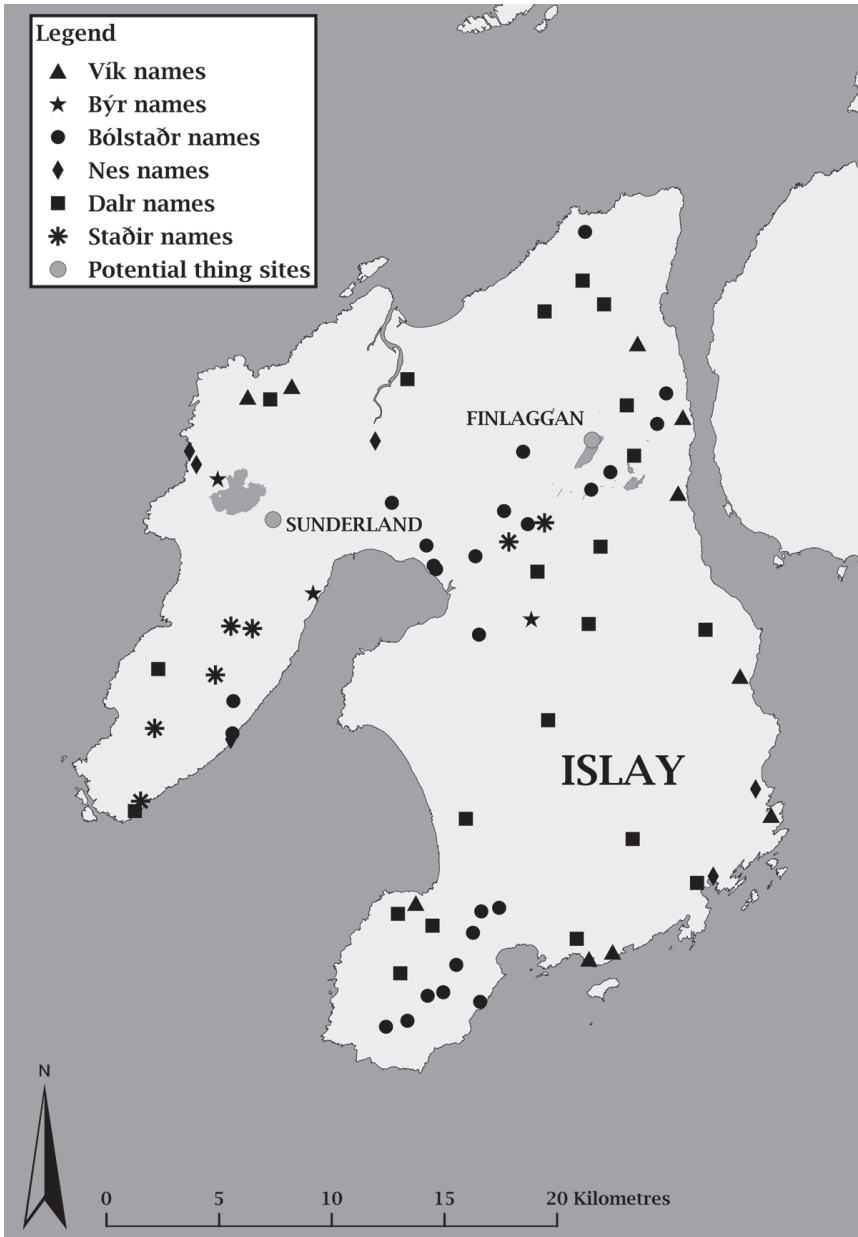 Legend
Vík names
Býr names
Bólstaðr names
Nes names
Dalr names
Staðir names
Potential thing sites
FINLAGGAN
SUNDERLAND
ISLAY
N
0 5 10 15 20 Kilometres